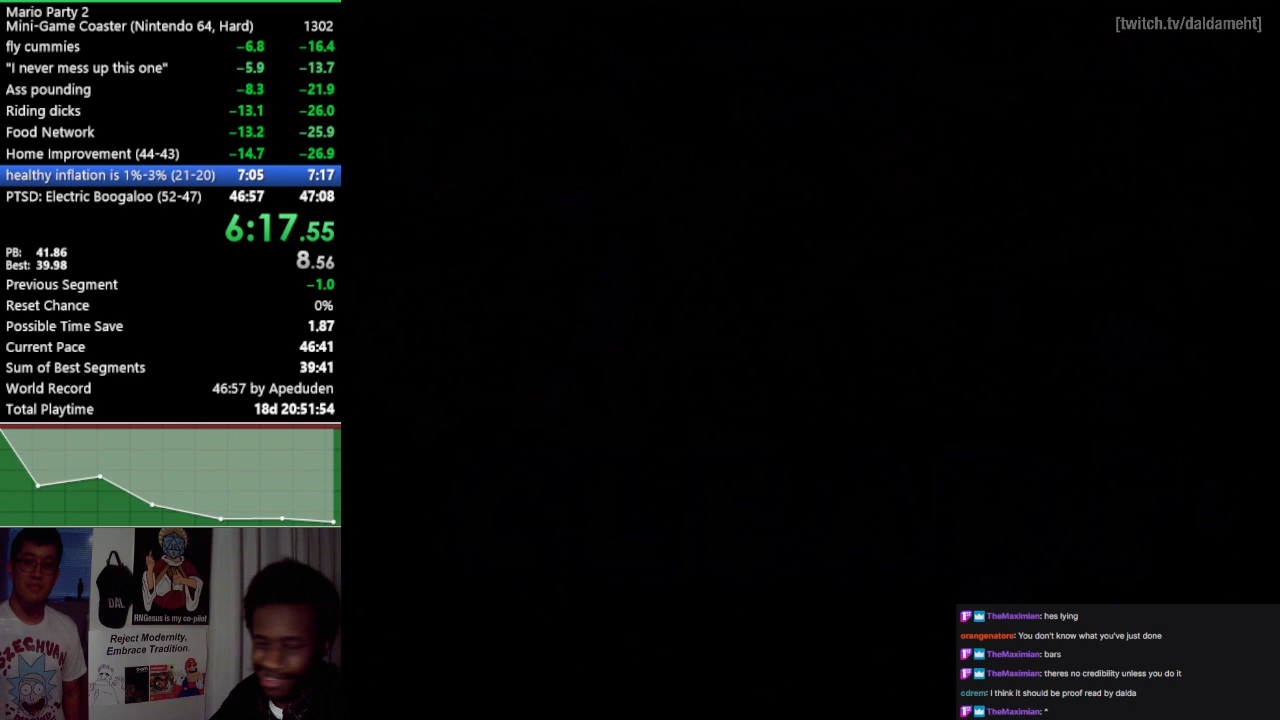 Mario Party 2
Mini-Game Coaster (Nintendo 64, Hard) 1302
fly cummies −6.8 −16.4
"I never mess up this one" −5.9 −13.7
Ass pounding −8.3 −21.9
Riding dicks −13.1 −26.0
Food Network −13.2 −25.9
Home Improvement (44-43) −14.7 −26.9
healthy inflation is 1%-3% (21-20) 7:05 7:17
PTSD: Electric Boogaloo (52-47) 46:57 47:08
6:17.55
PB: 41.86
Best: 39.98
8.56
Previous Segment −1.0
Reset Chance 0%
Possible Time Save 1.87
Current Pace 46:41
Sum of Best Segments 39:41
World Record 46:57 by Apeduden
Total Playtime 18d 20:51:54
[twitch.tv/daldameht]
DAL
RNGesus is my co-pilot
Reject Modernity,
Embrace Tradition.
SZECHUAN
TheMaximian: hes lying
orangenatore: You don't know what you've just done
TheMaximian: bars
TheMaximian: theres no credibility unless you do it
cdrem: I think it should be proof read by dalda
TheMaximian: ^